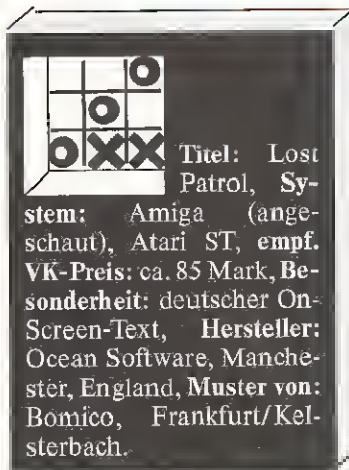 Titel: Lost
Patrol, Sy-
stem: Amiga (ange-
schaut), Atari ST, empf.
VK-Preis: ca. 85 Mark, Be-
sonderheit: deutscher On-
Screen-Text, Hersteller:
Ocean Software, Manche-
ster, England, Muster von:
Bomico, Frankfurt/Kel-
sterbach.